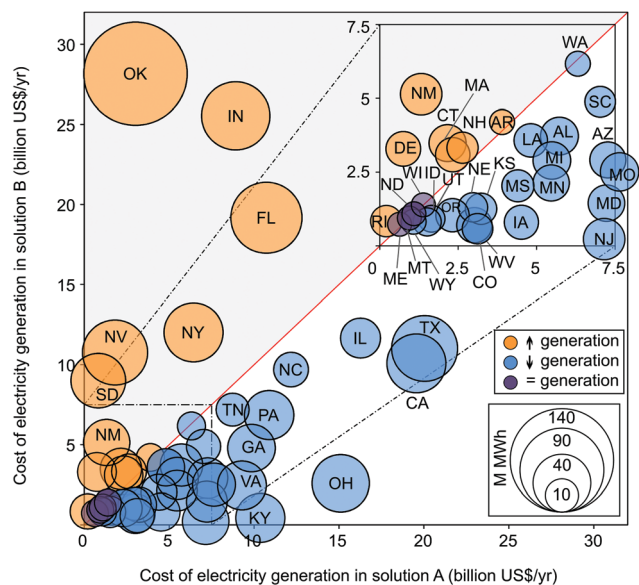 Cost of electricity generation in solution B (billion US$/yr)
30
25
20
15
10
5
0
5
10
15
20
25
30
Cost of electricity generation in solution A (billion US$/yr)
OK
IN
FL
NV
NY
SD
NM
IL
TX
CA
NC
TN
PA
GA
VA
OH
KY
7.5
5
2.5
0
2.5
5
7.5
WA
MA
NM
CT
NH
AR
SC
DE
LA
AL
AZ
WI
ID
UT
NE
KS
MI
MO
ND
MS
MN
RI
OR
IA
MD
NJ
ME
MT
WY
CO
WV
↑ generation
↓ generation
= generation
M MWh
140
90
40
10